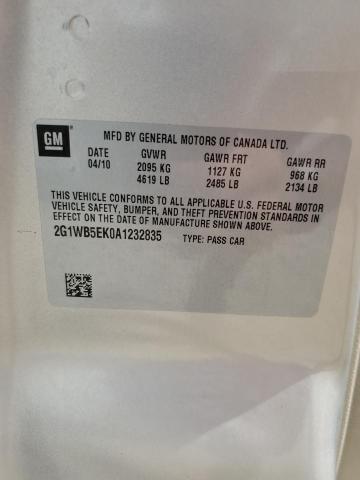 GM
MFD BY GENERAL MOTORS OF CANADA LTD.
DATE GVWR GAWR FRT GAWR RR
04/10 2095 KG 1127 KG 968 KG
4619 LB 2485 LB 2134 LB
THIS VEHICLE CONFORMS TO ALL APPLICABLE U.S. FEDERAL MOTOR
VEHICLE SAFETY, BUMPER, AND THEFT PREVENTION STANDARDS IN
EFFECT ON THE DATE OF MANUFACTURE SHOWN ABOVE.
2G1WB5EK0A1232835 TYPE: PASS CAR